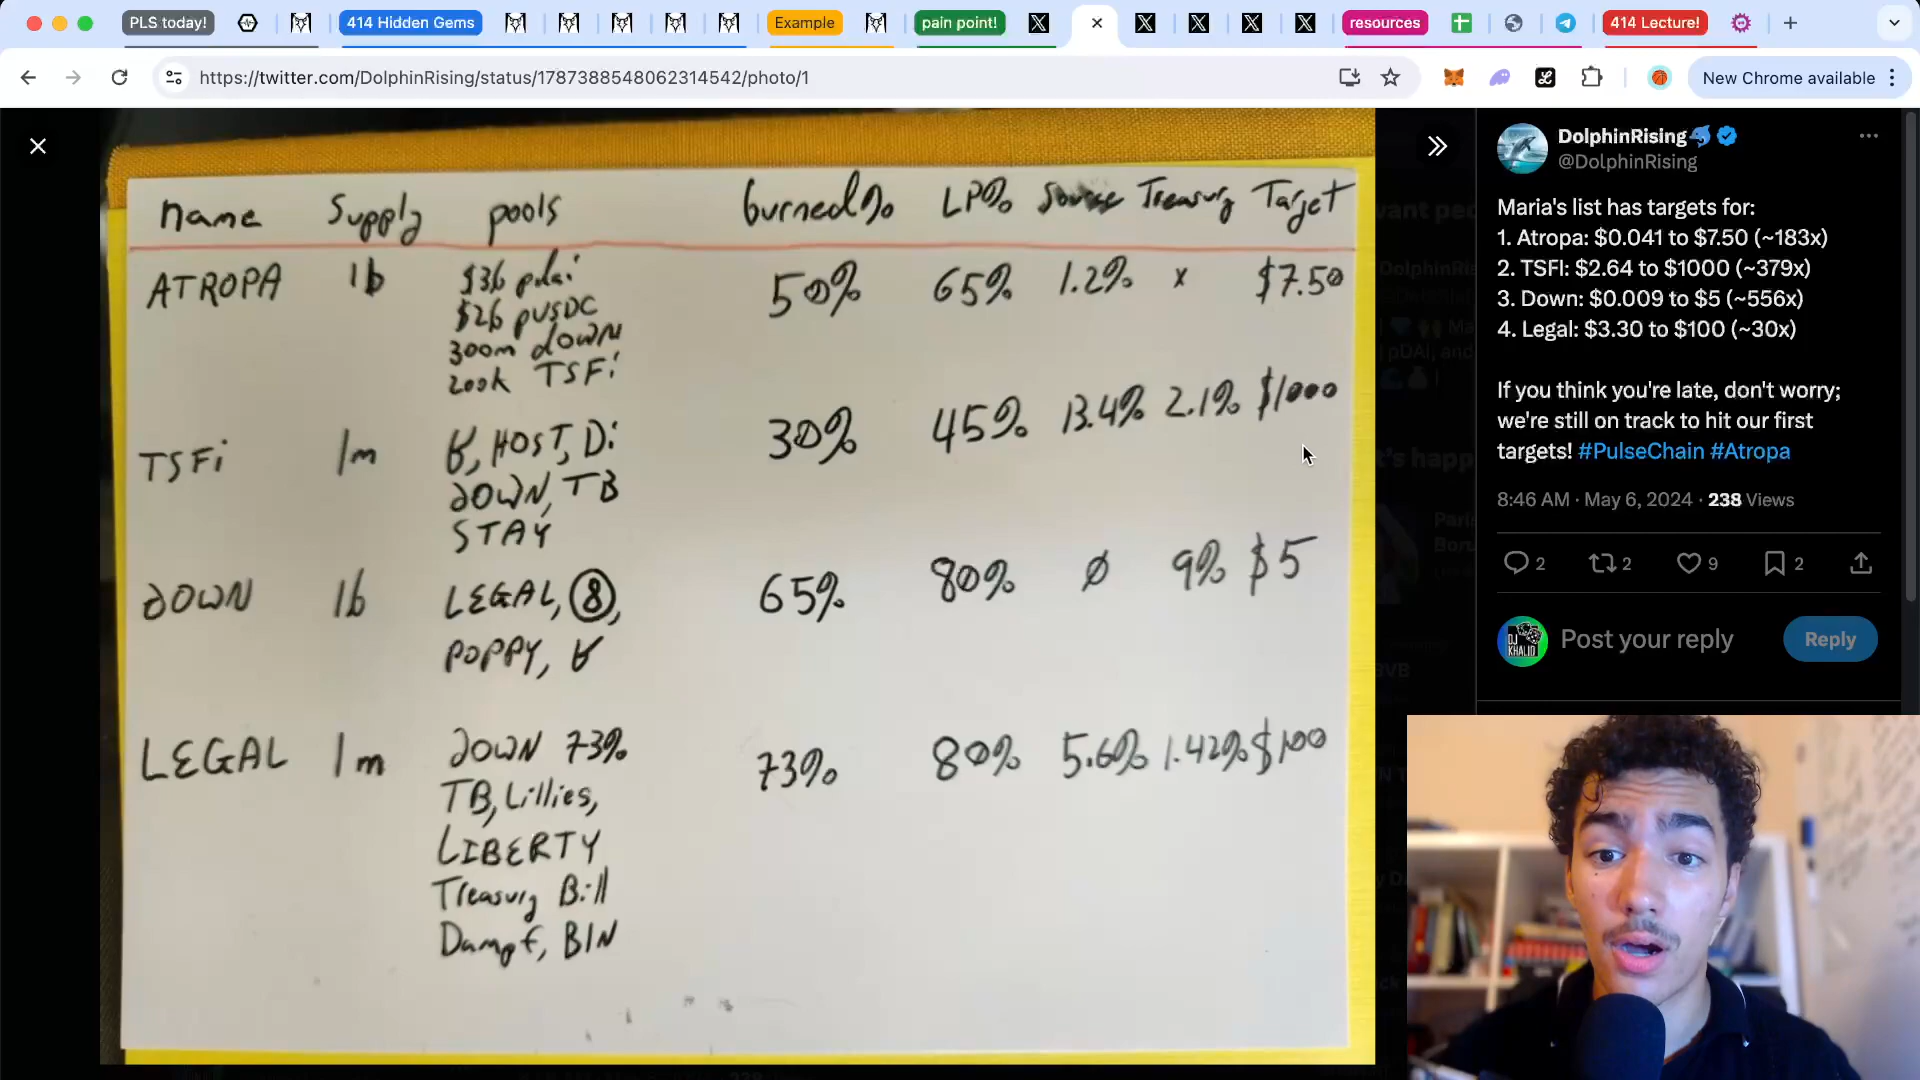 PLS today!
414 Hidden Gems
Example
pain point!
resources
414 Lecture!
https://twitter.com/DolphinRising/status/1787388548062314542/photo/1
New Chrome available
name Supply pools burned% LP% Source Treasury Target
ATROPA 1b $3b pdai 50% 65% 1.2% x $7.50
$2b pUSDC
300m DOWN
200k TSFi
TSFi 1m ɤ, HOST, Di 30% 45% 13.4% 2.1% $1000
DOWN, TB
STAY
DOWN 1b LEGAL, ⑧, 65% 80% ø 9% $5
POPPY, ɤ
LEGAL 1m DOWN 73% 73% 80% 5.6% 1.42% $100
TB, Lillies,
LIBERTY
Treasury Bill
Dampf, BIN
DolphinRising
@DolphinRising
Maria's list has targets for:
1. Atropa: $0.041 to $7.50 (~183x)
2. TSFI: $2.64 to $1000 (~379x)
3. Down: $0.009 to $5 (~556x)
4. Legal: $3.30 to $100 (~30x)
If you think you're late, don't worry;
we're still on track to hit our first
targets! #PulseChain #Atropa
8:46 AM · May 6, 2024 · 238 Views
2 2 9 2
DJ KHALID
Post your reply
Reply